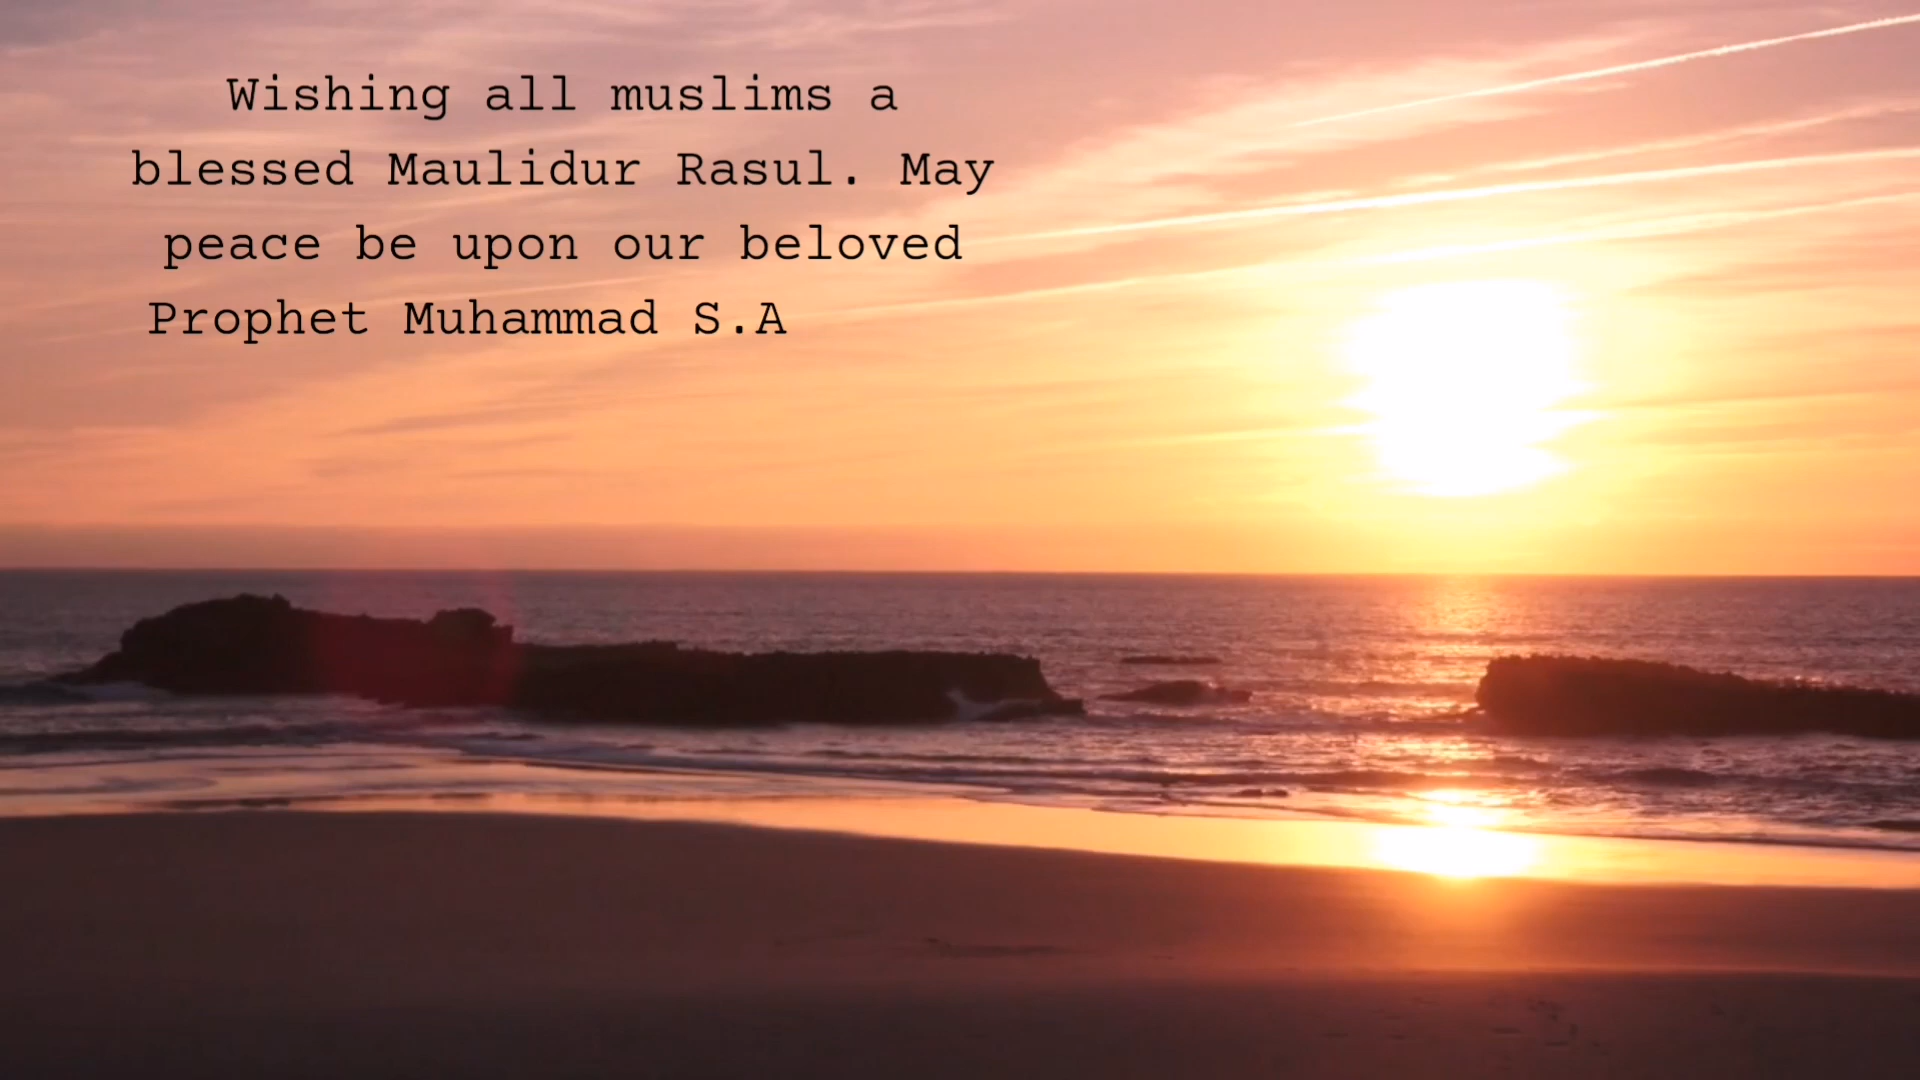 Wishing all muslims a
blessed Maulidur Rasul. May
peace be upon our beloved
Prophet Muhammad S.A